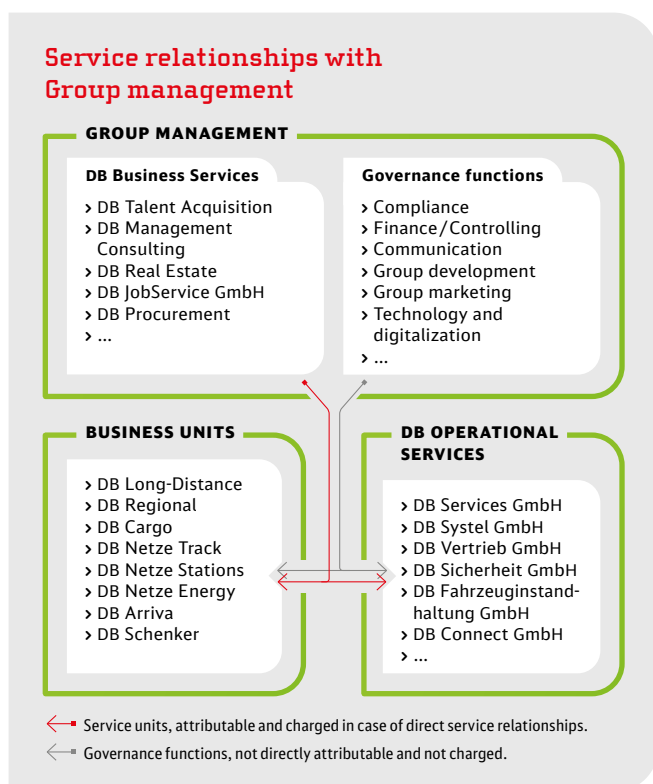 Service relationships with
Group management
GROUP MANAGEMENT
DB Business Services
› DB Talent Acquisition
› DB Management
Consulting
› DB Real Estate
› DB JobService GmbH
› DB Procurement
› ...
Governance functions
› Compliance
› Finance/Controlling
› Communication
› Group development
› Group marketing
› Technology and
digitalization
› ...
BUSINESS UNITS
› DB Long-Distance
› DB Regional
› DB Cargo
› DB Netze Track
› DB Netze Stations
› DB Netze Energy
› DB Arriva
› DB Schenker
DB OPERATIONAL
SERVICES
› DB Services GmbH
› DB Systel GmbH
› DB Vertrieb GmbH
› DB Sicherheit GmbH
› DB Fahrzeuginstand-
haltung GmbH
› DB Connect GmbH
› ...
Service units, attributable and charged in case of direct service relationships.
Governance functions, not directly attributable and not charged.